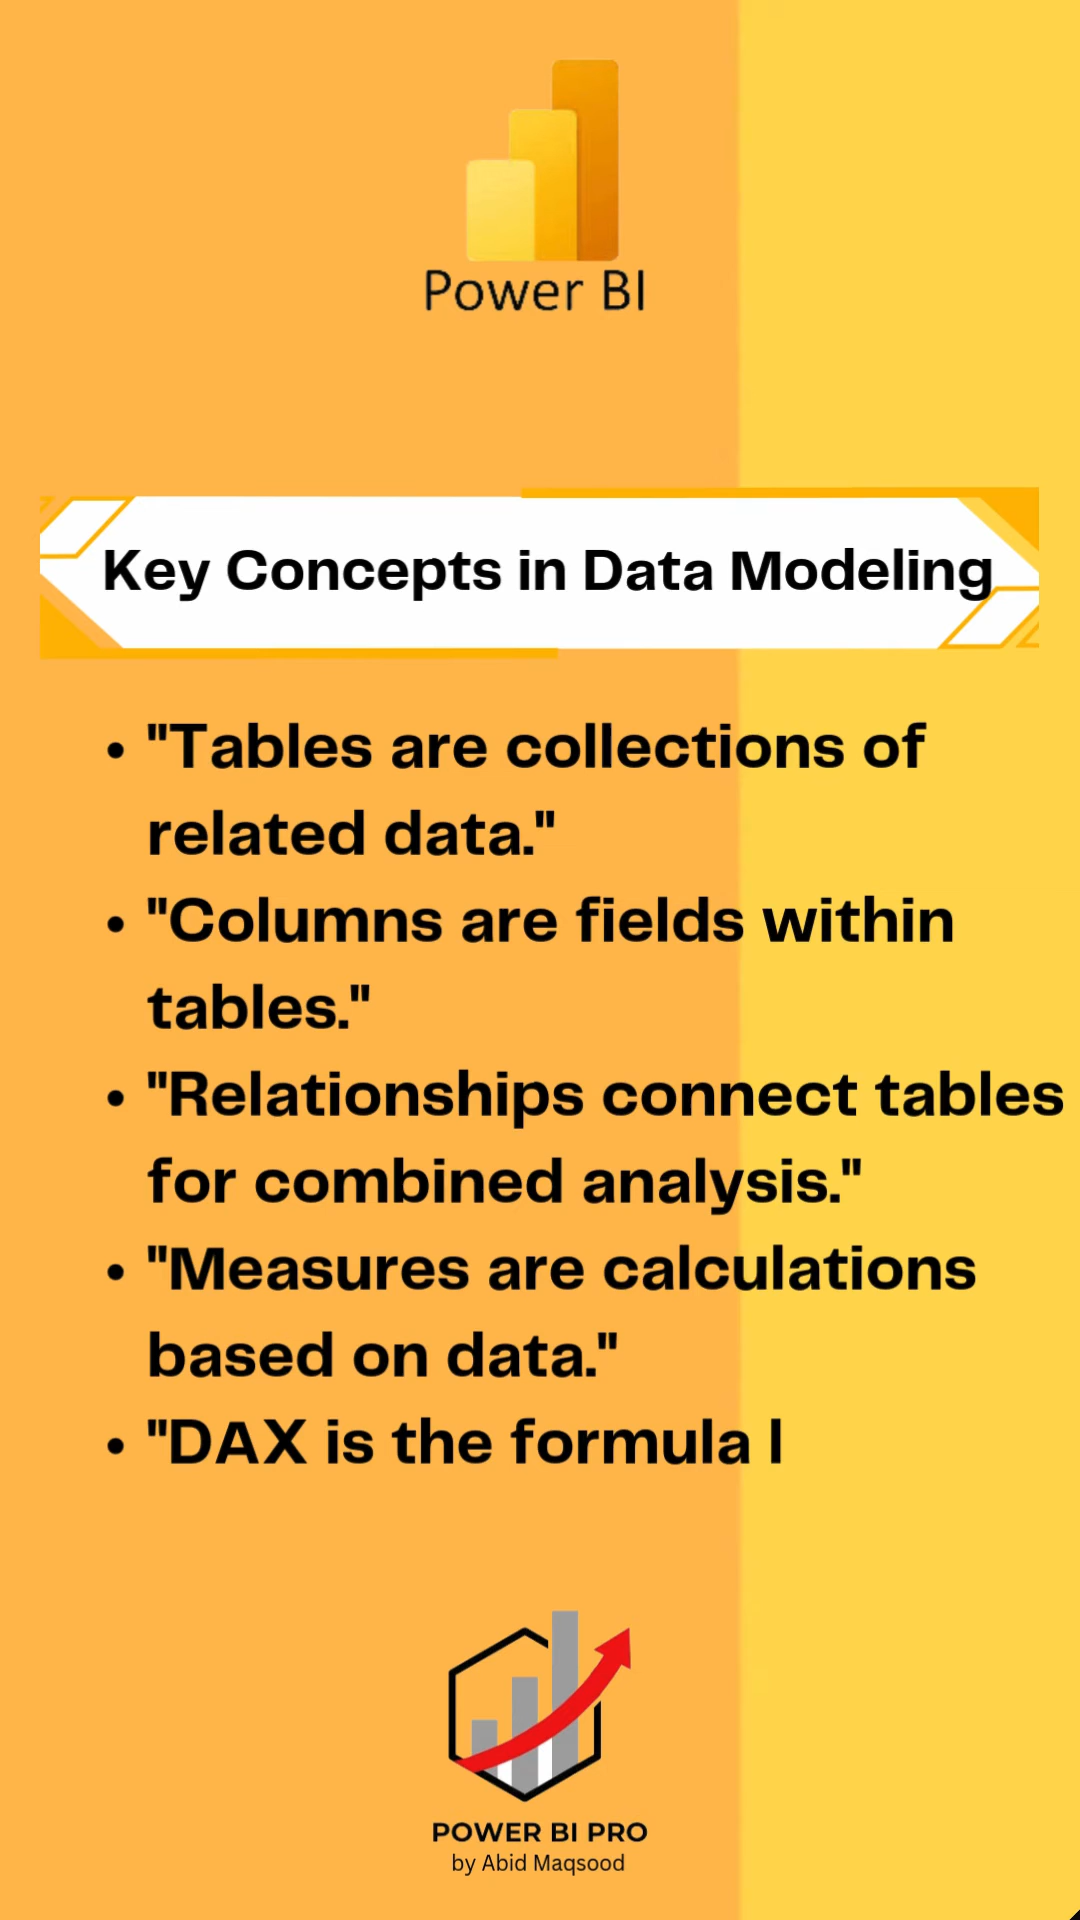 Power BI
Key Concepts in Data Modeling
• "Tables are collections of
related data."
• "Columns are fields within
tables."
• "Relationships connect tables
for combined analysis."
• "Measures are calculations
based on data."
• "DAX is the formula l
POWER BI PRO
by Abid Maqsood